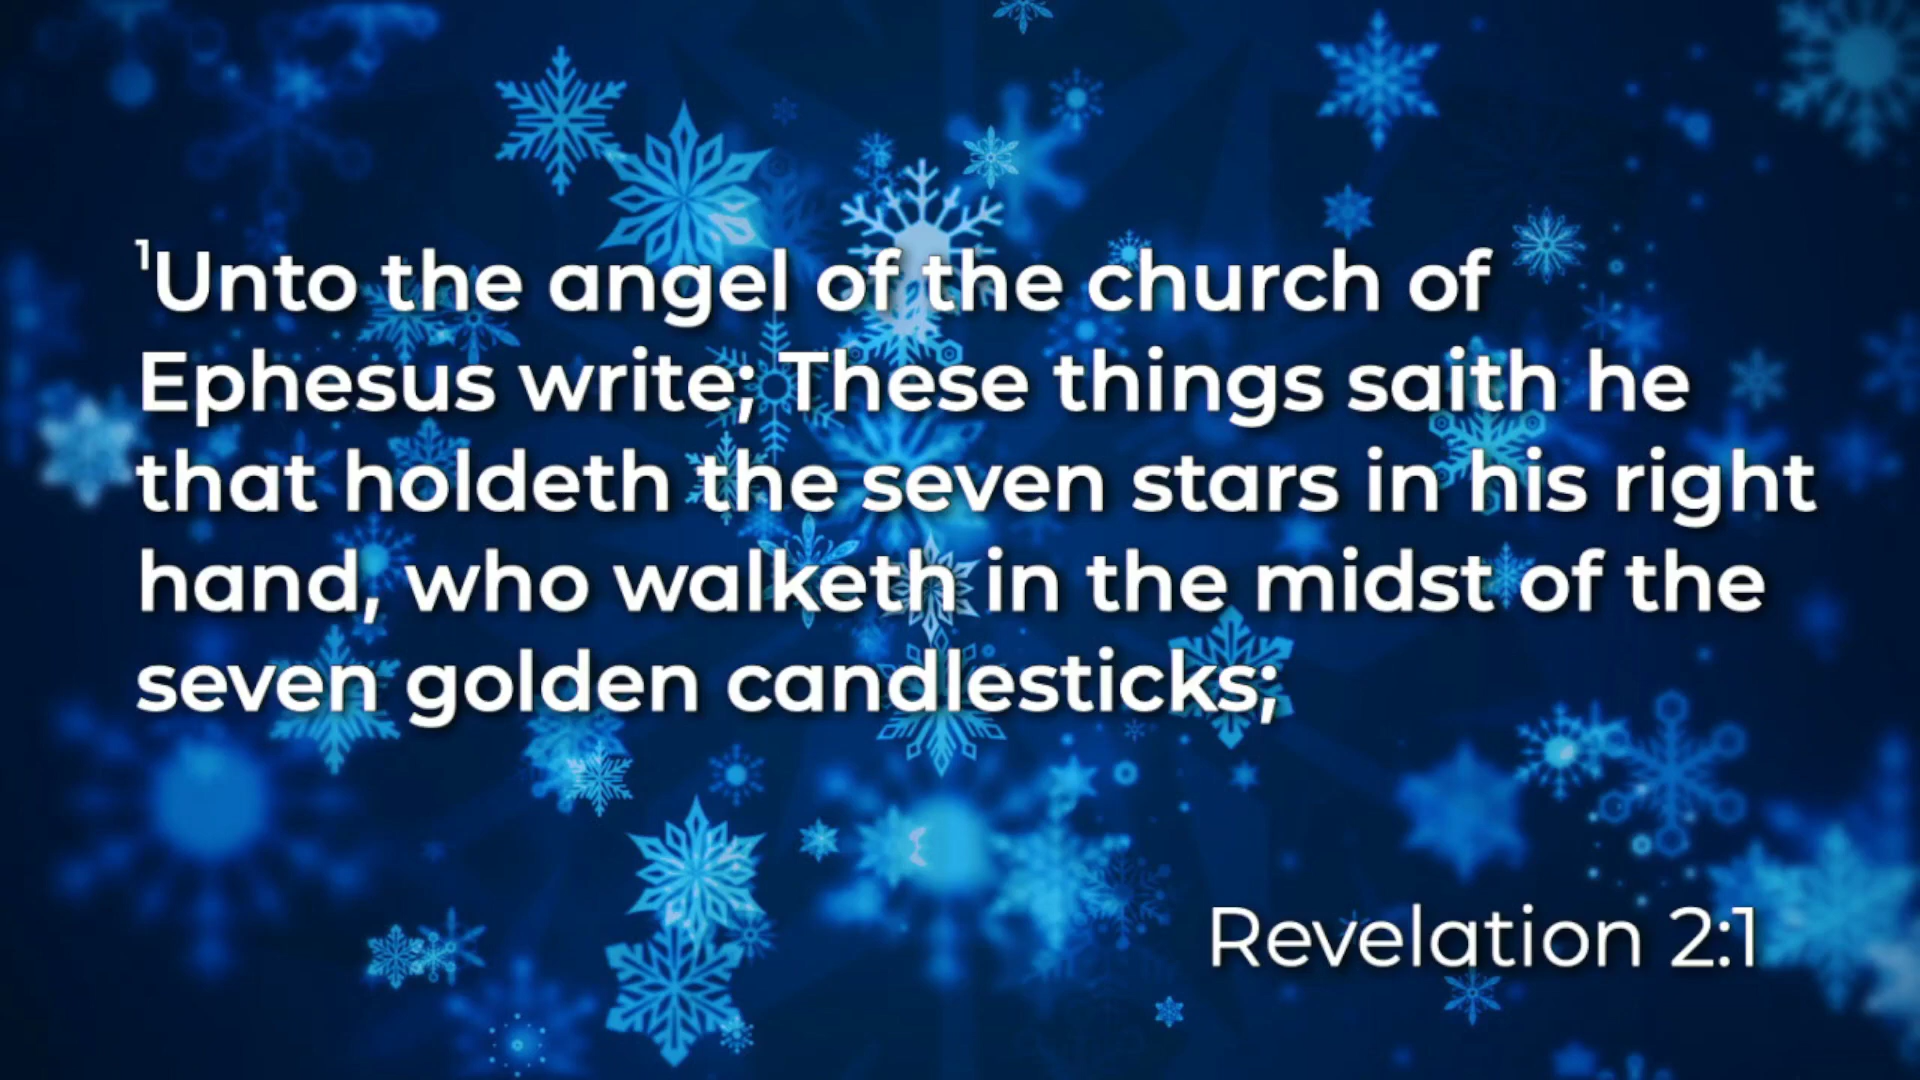 ¹Unto the angel of the church of
Ephesus write; These things saith he
that holdeth the seven stars in his right
hand, who walketh in the midst of the
seven golden candlesticks;
Revelation 2:1